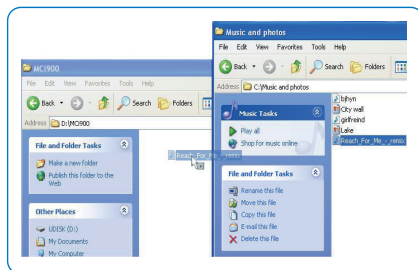 MCI900
File Edit View Favorites Tools Help
Back Search Folders
Address D:\MCI900
File and Folder Tasks
Make a new folder
Publish this folder to the
Web
Other Places
UDISK (D:)
My Documents
My Computer
Reach_For_Me_-_remix
Music and photos
File Edit View Favorites Tools Help
Back Search Folders
Address C:\Music and photos
Music Tasks
Play all
Shop for music online
File and Folder Tasks
Rename this file
Move this file
Copy this file
E-mail this file
Delete this file
bjhyn
City wall
girlfreind
Lake
Reach_For_Me_-_remix